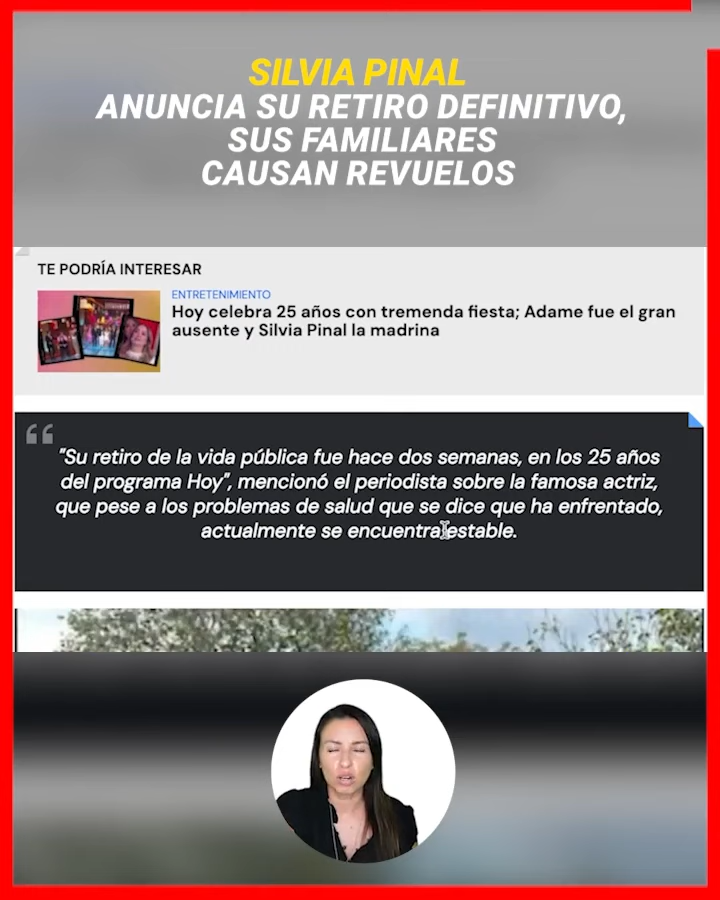 SILVIA PINAL
ANUNCIA SU RETIRO DEFINITIVO,
SUS FAMILIARES
CAUSAN REVUELOS
TE PODRÍA INTERESAR
ENTRETENIMIENTO
Hoy celebra 25 años con tremenda fiesta; Adame fue el gran
ausente y Silvia Pinal la madrina
"Su retiro de la vida pública fue hace dos semanas, en los 25 años
del programa Hoy", mencionó el periodista sobre la famosa actriz,
que pese a los problemas de salud que se dice que ha enfrentado,
actualmente se encuentra estable.